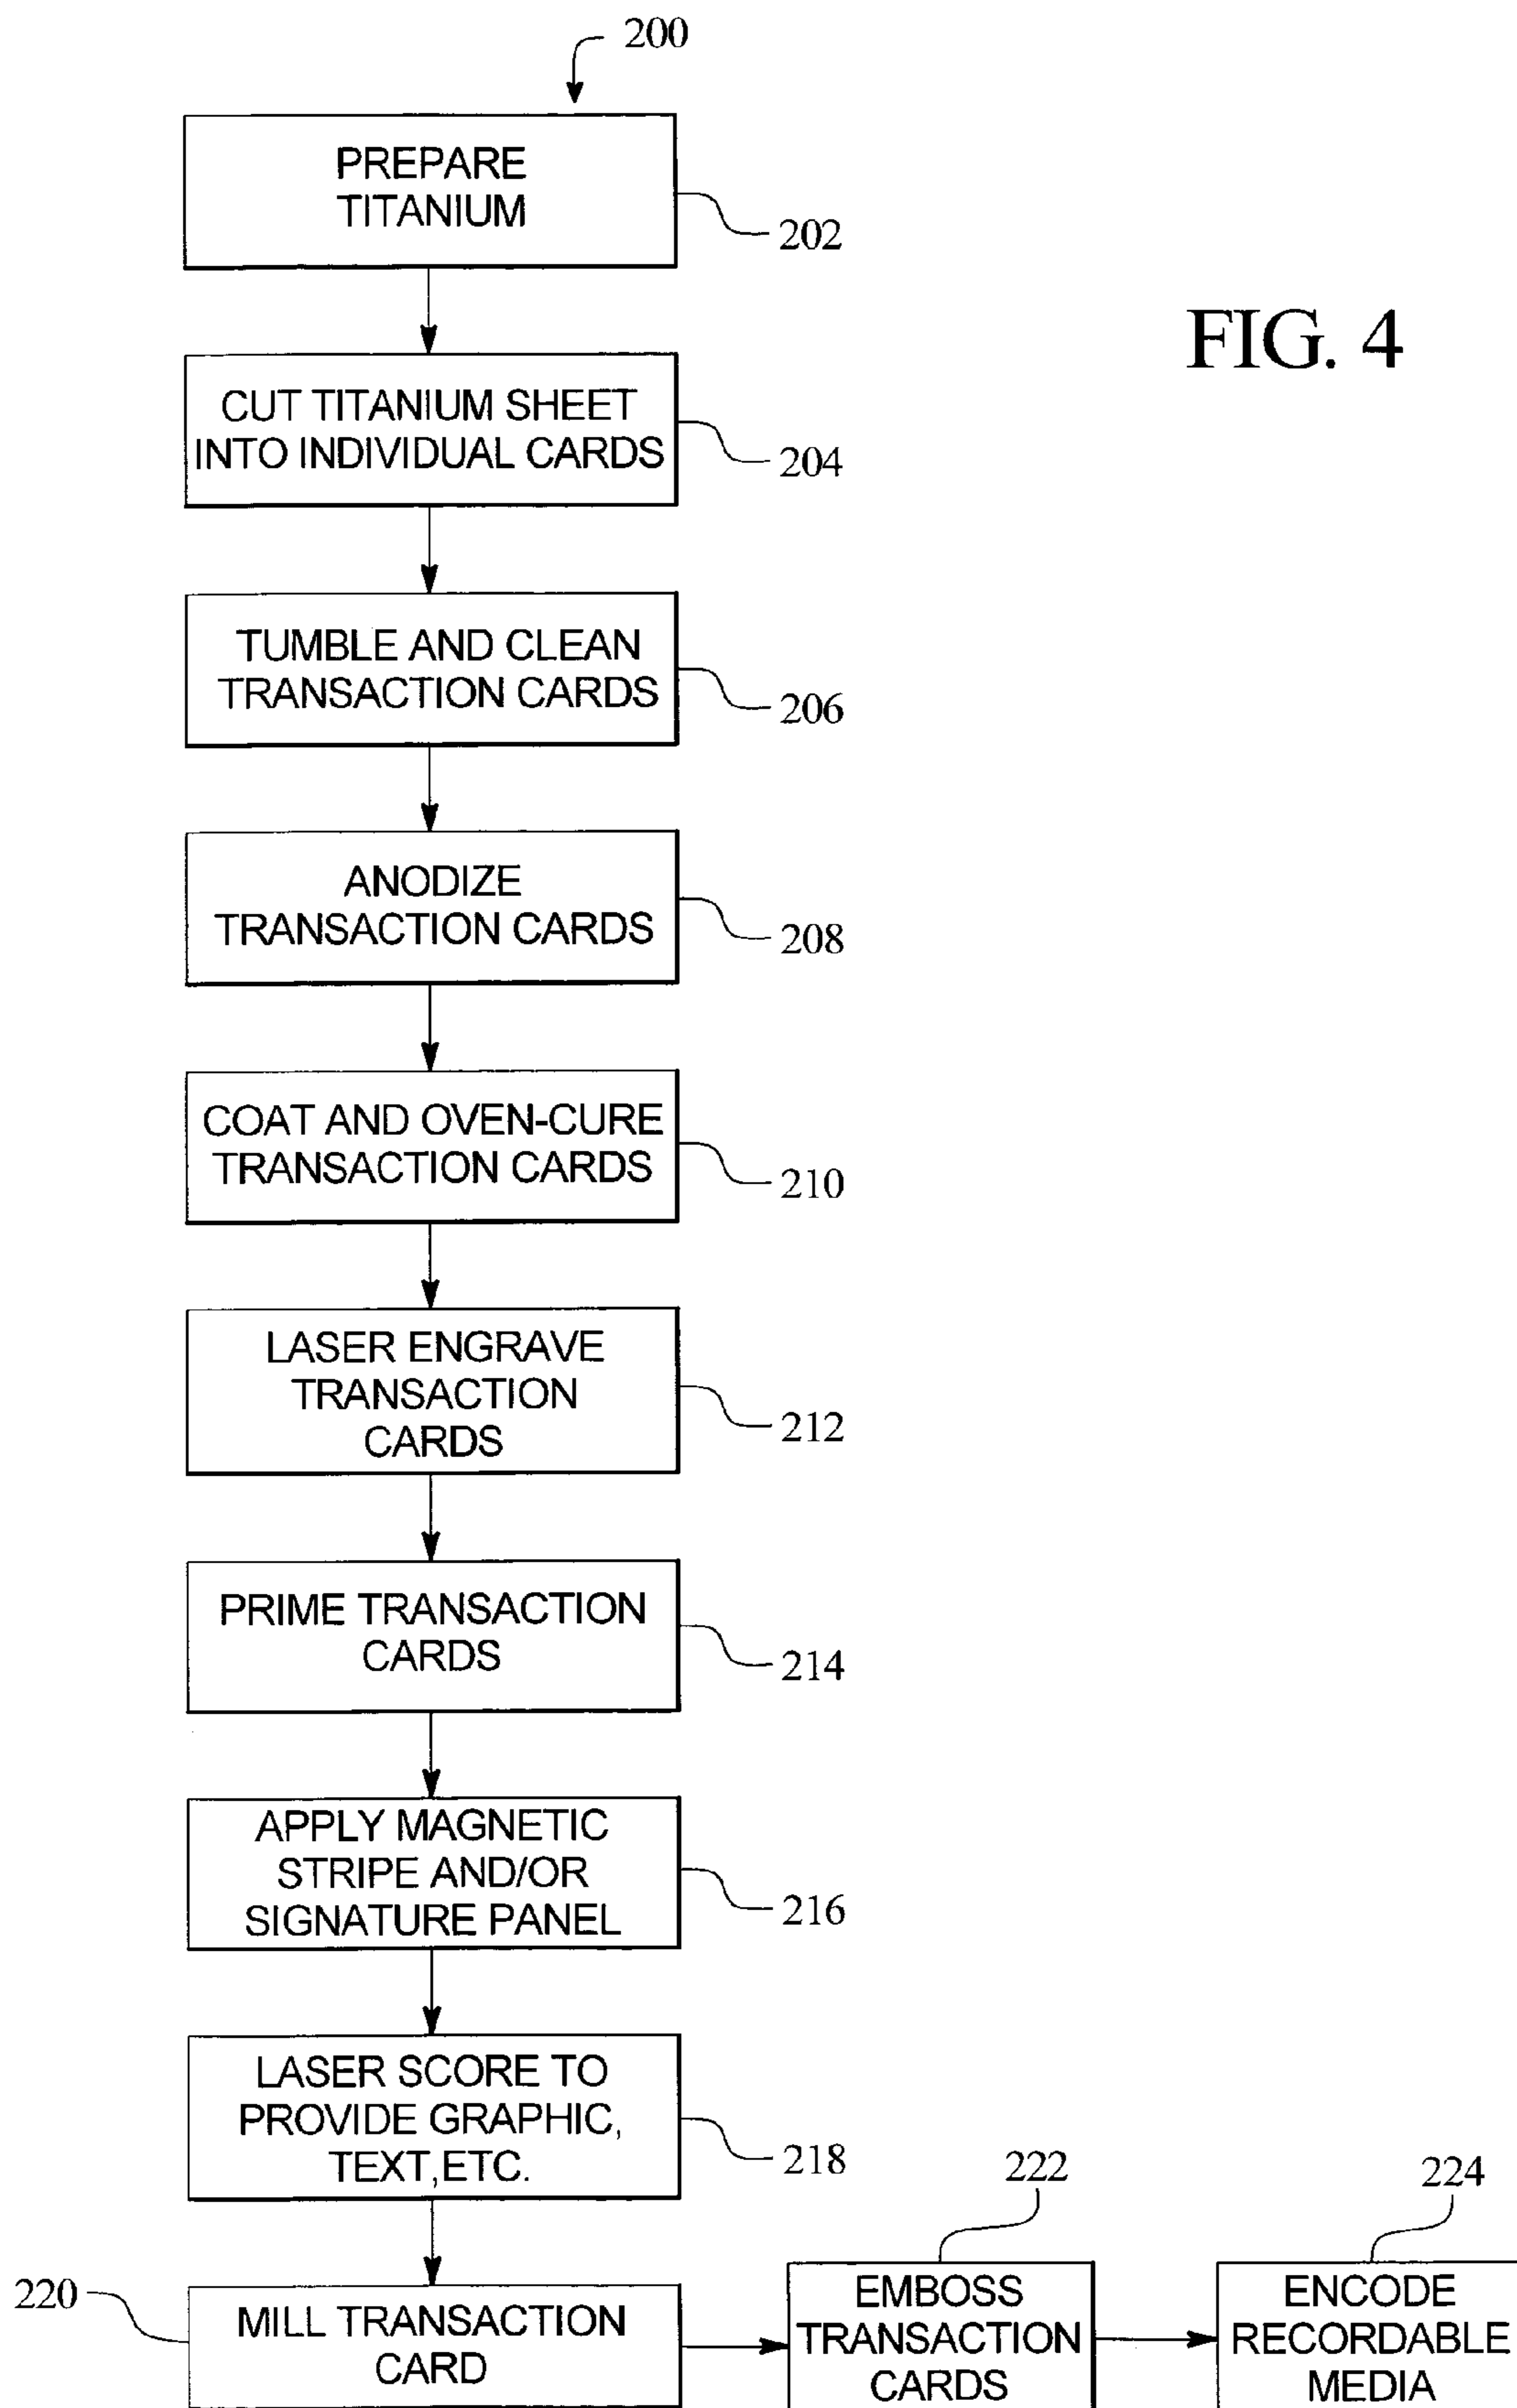 200
PREPARE
TITANIUM
202
FIG. 4
CUT TITANIUM SHEET
INTO INDIVIDUAL CARDS
204
TUMBLE AND CLEAN
TRANSACTION CARDS
206
ANODIZE
TRANSACTION CARDS
208
COAT AND OVEN-CURE
TRANSACTION CARDS
210
LASER ENGRAVE
TRANSACTION
CARDS
212
PRIME TRANSACTION
CARDS
214
APPLY MAGNETIC
STRIPE AND/OR
SIGNATURE PANEL
216
LASER SCORE TO
PROVIDE GRAPHIC,
TEXT,ETC.
218
220
MILL TRANSACTION
CARD
222
EMBOSS
TRANSACTION
CARDS
224
ENCODE
RECORDABLE
MEDIA